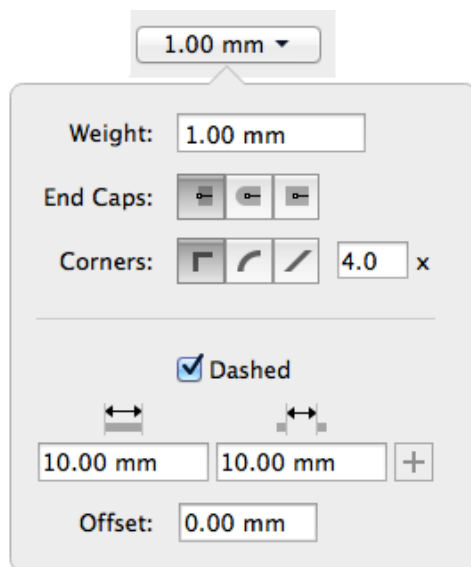 1.00 mm
Weight: 1.00 mm
End Caps:
Corners: 4.0 x
Dashed
10.00 mm 10.00 mm +
Offset: 0.00 mm